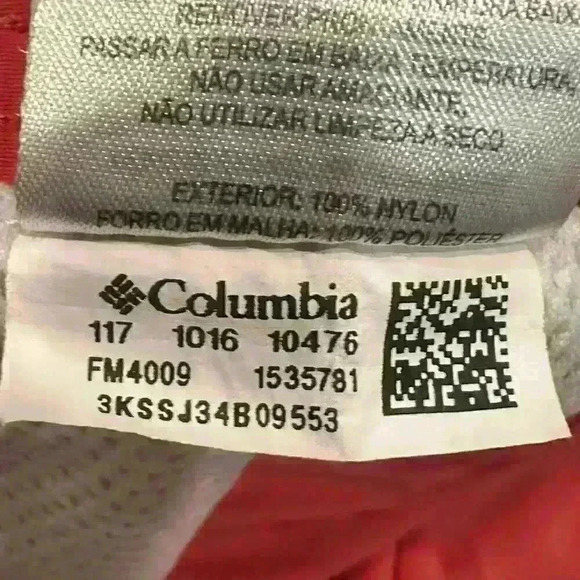 REMOVER
PASSAR A FERRO EM BAIXA TEMPERATURA,
NÃO USAR AMACIANTE,
NÃO UTILIZAR LIMPEZA A SECO
EXTERIOR: 100% NYLON
FORRO EM MALHA: 100% POLIÉSTER
Columbia
117 1016 10476
FM4009 1535781
3KSSJ34B09553